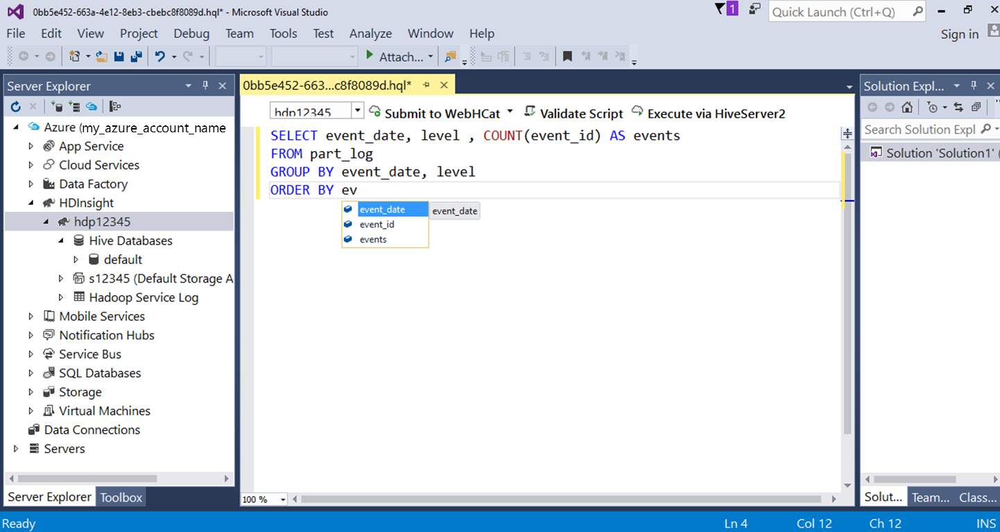 0bb5e452-663a-4e12-8eb3-cbebc8f8089d.hql* - Microsoft Visual Studio
1
Quick Launch (Ctrl+Q)
File Edit View Project Debug Team Tools Test Analyze Window Help
Sign in
Attach...
Server Explorer
Azure (my_azure_account_name
App Service
Cloud Services
Data Factory
HDInsight
hdp12345
Hive Databases
default
s12345 (Default Storage A
Hadoop Service Log
Mobile Services
Notification Hubs
Service Bus
SQL Databases
Storage
Virtual Machines
Data Connections
Servers
Server Explorer Toolbox
0bb5e452-663...c8f8089d.hql*
hdp12345 Submit to WebHCat Validate Script Execute via HiveServer2
SELECT event_date, level , COUNT(event_id) AS events
FROM part_log
GROUP BY event_date, level
ORDER BY ev
event_date event_date
event_id
events
100 %
Solution Expl...
Search Solution Expl
Solution 'Solution1' (
Solut... Team... Class...
Ready Ln 4 Col 12 Ch 12 INS